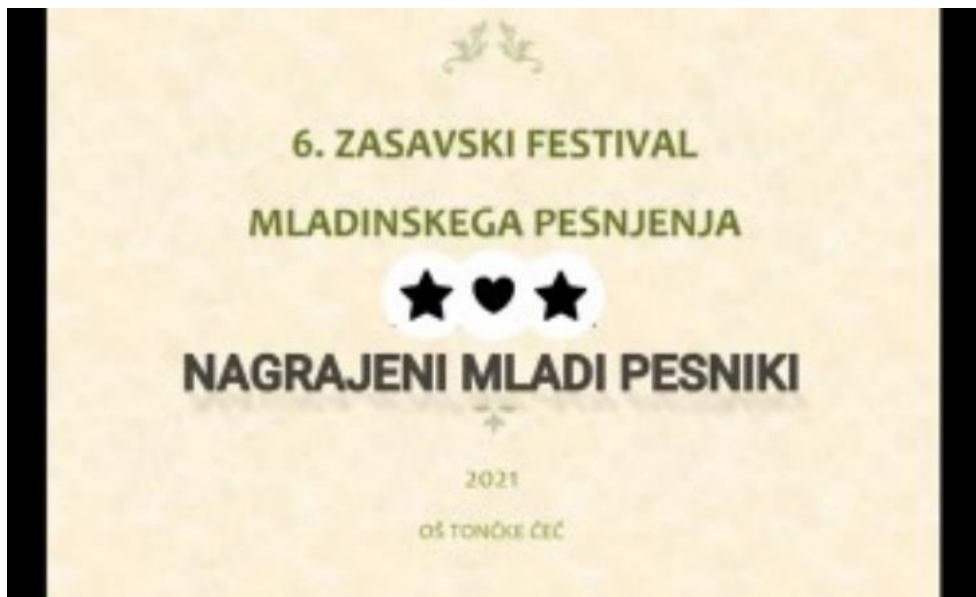 6. ZASAVSKI FESTIVAL
MLADINSKEGA PESNJENJA
NAGRAJENI MLADI PESNIKI
2021
OŠ TONČKE ČEČ